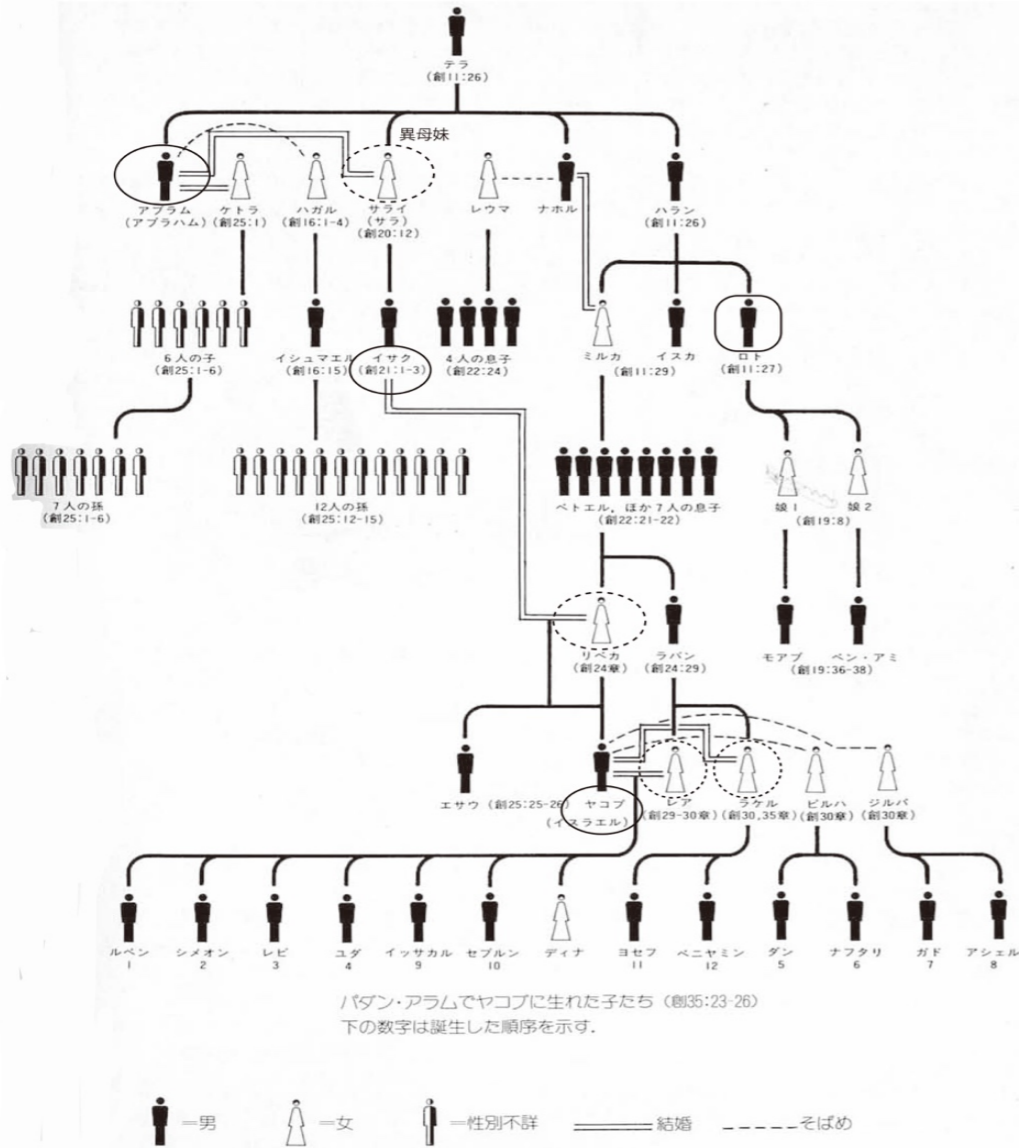 テラ
(創11:26)
異母妹
アブラム
(アブラハム)
ケトラ
(創25:1)
ハガル
(創16:1-4)
サライ
(サラ)
(創20:12)
レウマ
ナホル
ハラン
(創11:26)
6人の子
(創25:1-6)
イシュマエル
(創16:15)
イサク
(創21:1-3)
4人の息子
(創22:24)
ミルカ
イスカ
(創11:29)
ロト
(創11:27)
7人の孫
(創25:1-6)
12人の孫
(創25:12-15)
ベトエル，ほか7人の息子
(創22:21-22)
娘1
娘2
(創19:8)
リベカ
(創24章)
ラバン
(創24:29)
モアブ
ベン・アミ
(創19:36-38)
エサウ (創25:25-26) ヤコブ
(イスラエル)
レア
(創29-30章)
ラケル
(創30,35章)
ビルハ
(創30章)
ジルパ
(創30章)
ルベン
1
シメオン
2
レビ
3
ユダ
4
イッサカル
9
ゼブルン
10
ディナ
ヨセフ
11
ベニヤミン
12
ダン
5
ナフタリ
6
ガド
7
アシェル
8
パダン・アラムでヤコブに生れた子たち (創35:23-26)
下の数字は誕生した順序を示す.
=男
=女
=性別不詳
結婚
そばめ